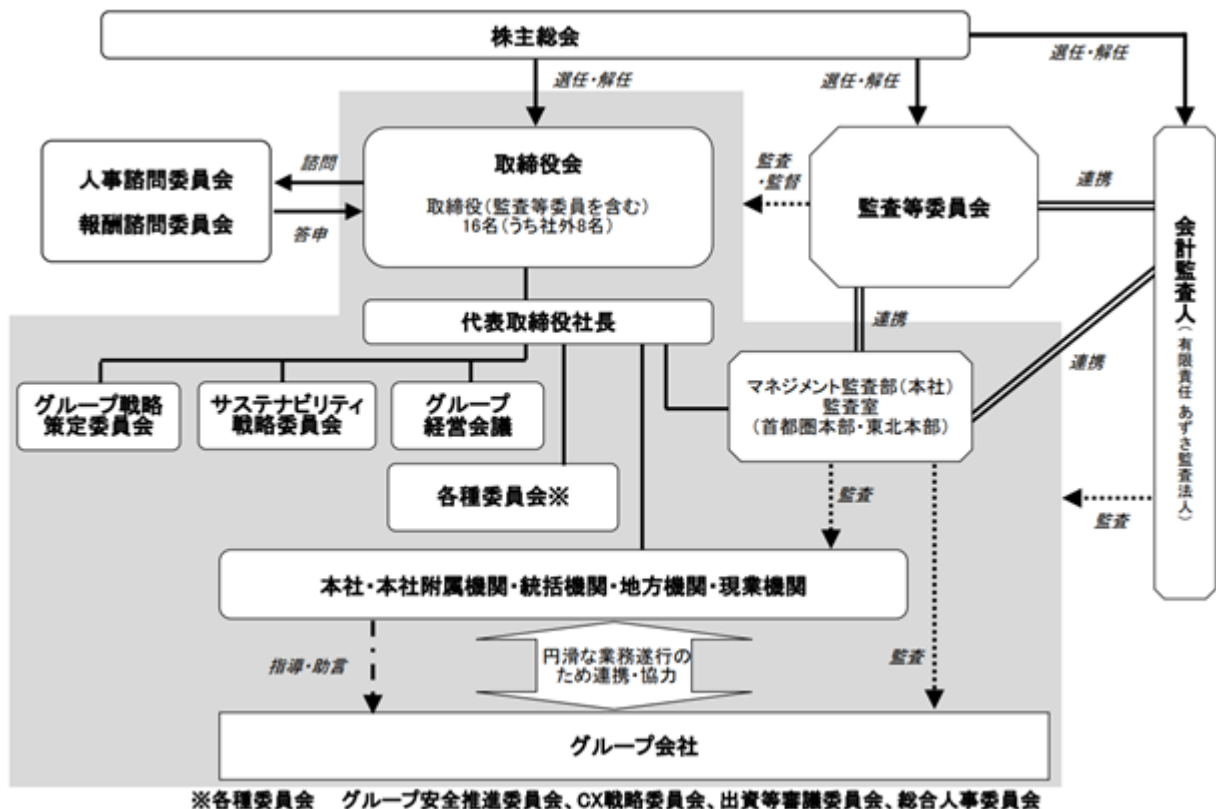 株主総会
選任・解任
選任・解任
選任・解任
人事諮問委員会
報酬諮問委員会
諮問
答申
取締役会
取締役(監査等委員を含む)
16名(うち社外8名)
監査
・監督
監査等委員会
連携
会計監査人(有限責任 あずさ監査法人)
代表取締役社長
連携
連携
グループ戦略
策定委員会
サステナビリティ
戦略委員会
グループ
経営会議
マネジメント監査部(本社)
監査室
(首都圏本部・東北本部)
各種委員会※
監査
監査
本社・本社附属機関・統括機関・地方機関・現業機関
指導・助言
円滑な業務遂行の
ため連携・協力
監査
グループ会社
※各種委員会 グループ安全推進委員会、CX戦略委員会、出資等審議委員会、総合人事委員会